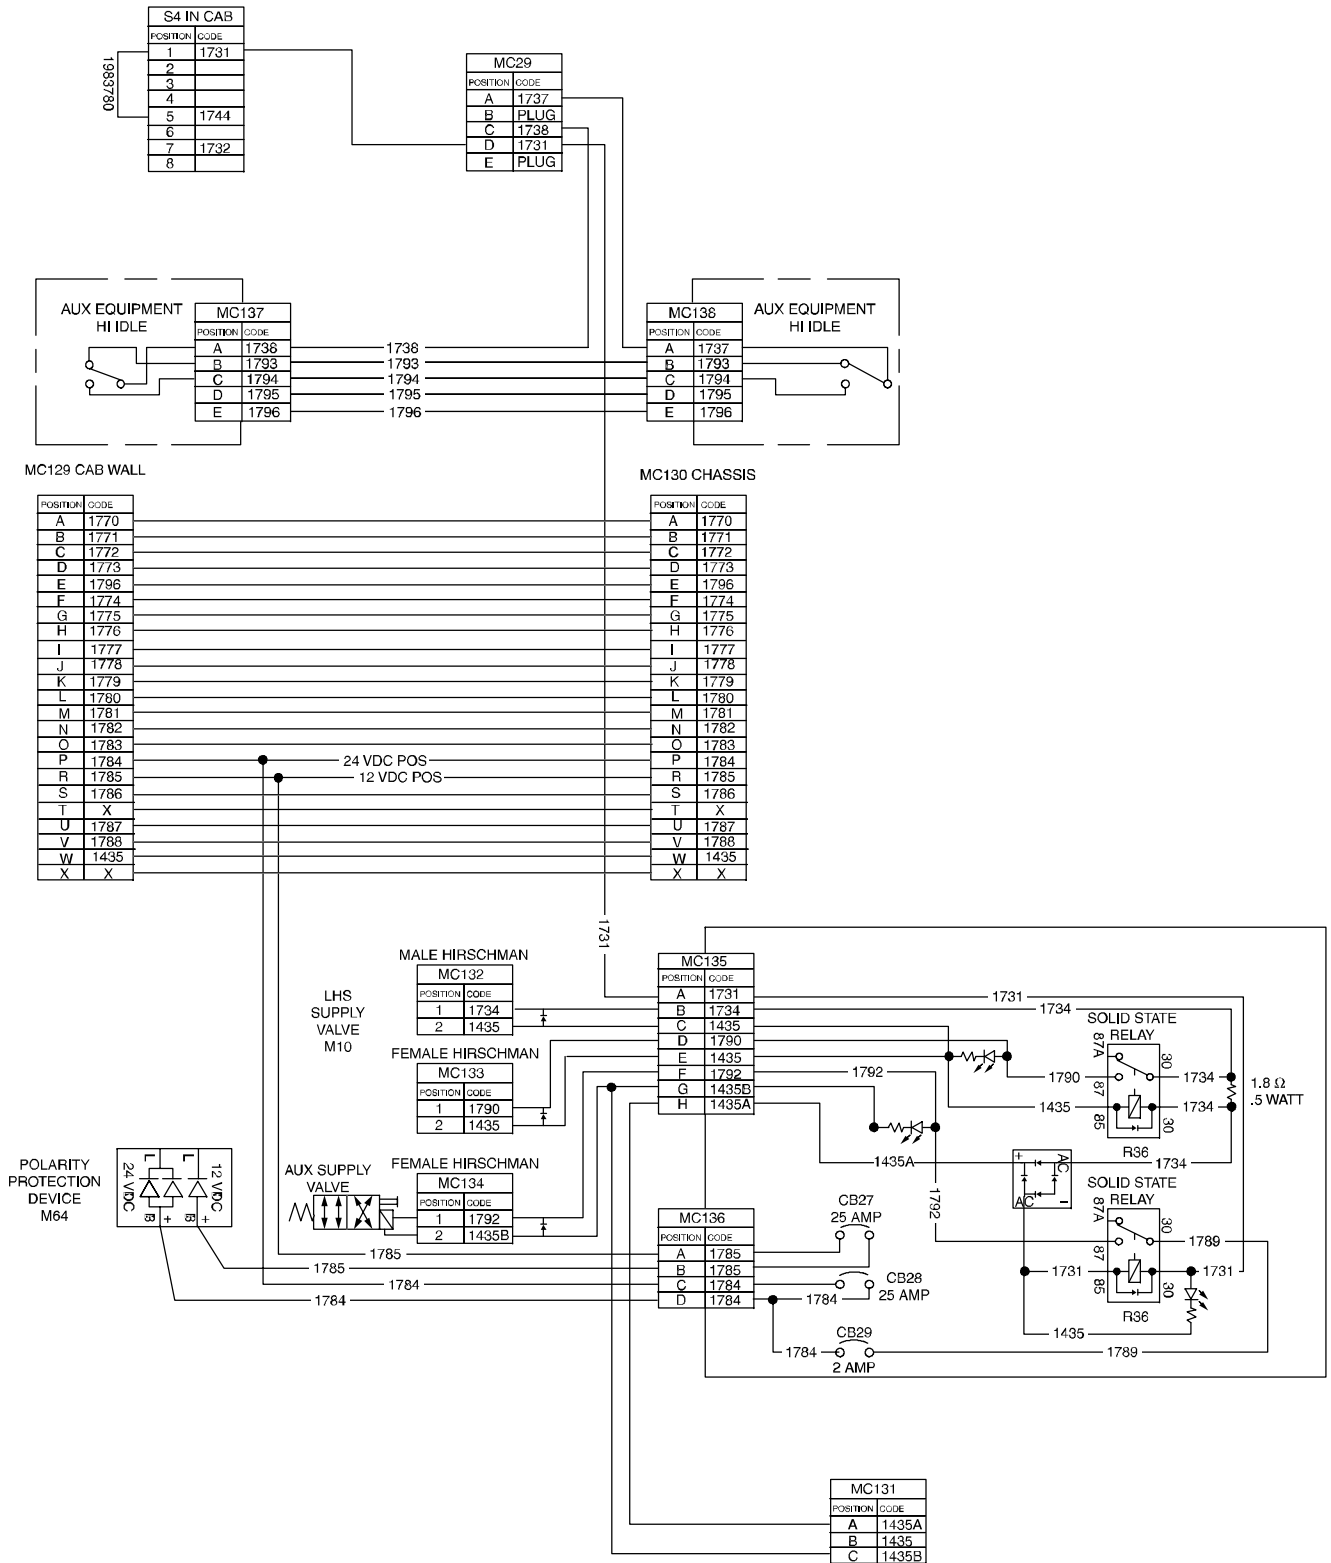 S4 IN CAB
POSITION CODE
1 1731
2
3
4
5 1744
6
7 1732
8
1983780
MC29
POSITION CODE
A 1737
B PLUG
C 1738
D 1731
E PLUG
AUX EQUIPMENT
HI IDLE
MC137
POSITION CODE
A 1738
B 1793
C 1794
D 1795
E 1796
1738
1793
1794
1795
1796
MC138
POSITION CODE
A 1737
B 1793
C 1794
D 1795
E 1796
AUX EQUIPMENT
HI IDLE
MC129 CAB WALL
POSITION CODE
A 1770
B 1771
C 1772
D 1773
E 1796
F 1774
G 1775
H 1776
I 1777
J 1778
K 1779
L 1780
M 1781
N 1782
O 1783
P 1784
R 1785
S 1786
T X
U 1787
V 1788
W 1435
X X
24 VDC POS
12 VDC POS
MC130 CHASSIS
POSITION CODE
A 1770
B 1771
C 1772
D 1773
E 1796
F 1774
G 1775
H 1776
I 1777
J 1778
K 1779
L 1780
M 1781
N 1782
O 1783
P 1784
R 1785
S 1786
T X
U 1787
V 1788
W 1435
X X
1731
LHS
SUPPLY
VALVE
M10
MALE HIRSCHMAN
MC132
POSITION CODE
1 1734
2 1435
FEMALE HIRSCHMAN
MC133
POSITION CODE
1 1790
2 1435
AUX SUPPLY
VALVE
FEMALE HIRSCHMAN
MC134
POSITION CODE
1 1792
2 1435B
POLARITY
PROTECTION
DEVICE
M64
L L
24 VDC
12 VDC
B + B +
1785
1785
1784
1784
MC135
POSITION CODE
A 1731
B 1734
C 1435
D 1790
E 1435
F 1792
G 1435B
H 1435A
1731
1734
SOLID STATE
RELAY
87A
30
1790
87
1734
1435
85
30
1734
R36
1.8 Ω
.5 WATT
1792
1435A
1792
+ AC
AC −
1734
SOLID STATE
RELAY
87A
30
87
1789
1731
85
30
1731
R36
1435
MC136
POSITION CODE
A 1785
B 1785
C 1784
D 1784
CB27
25 AMP
CB28
25 AMP
1784
CB29
1784
2 AMP
1789
MC131
POSITION CODE
A 1435A
B 1435
C 1435B